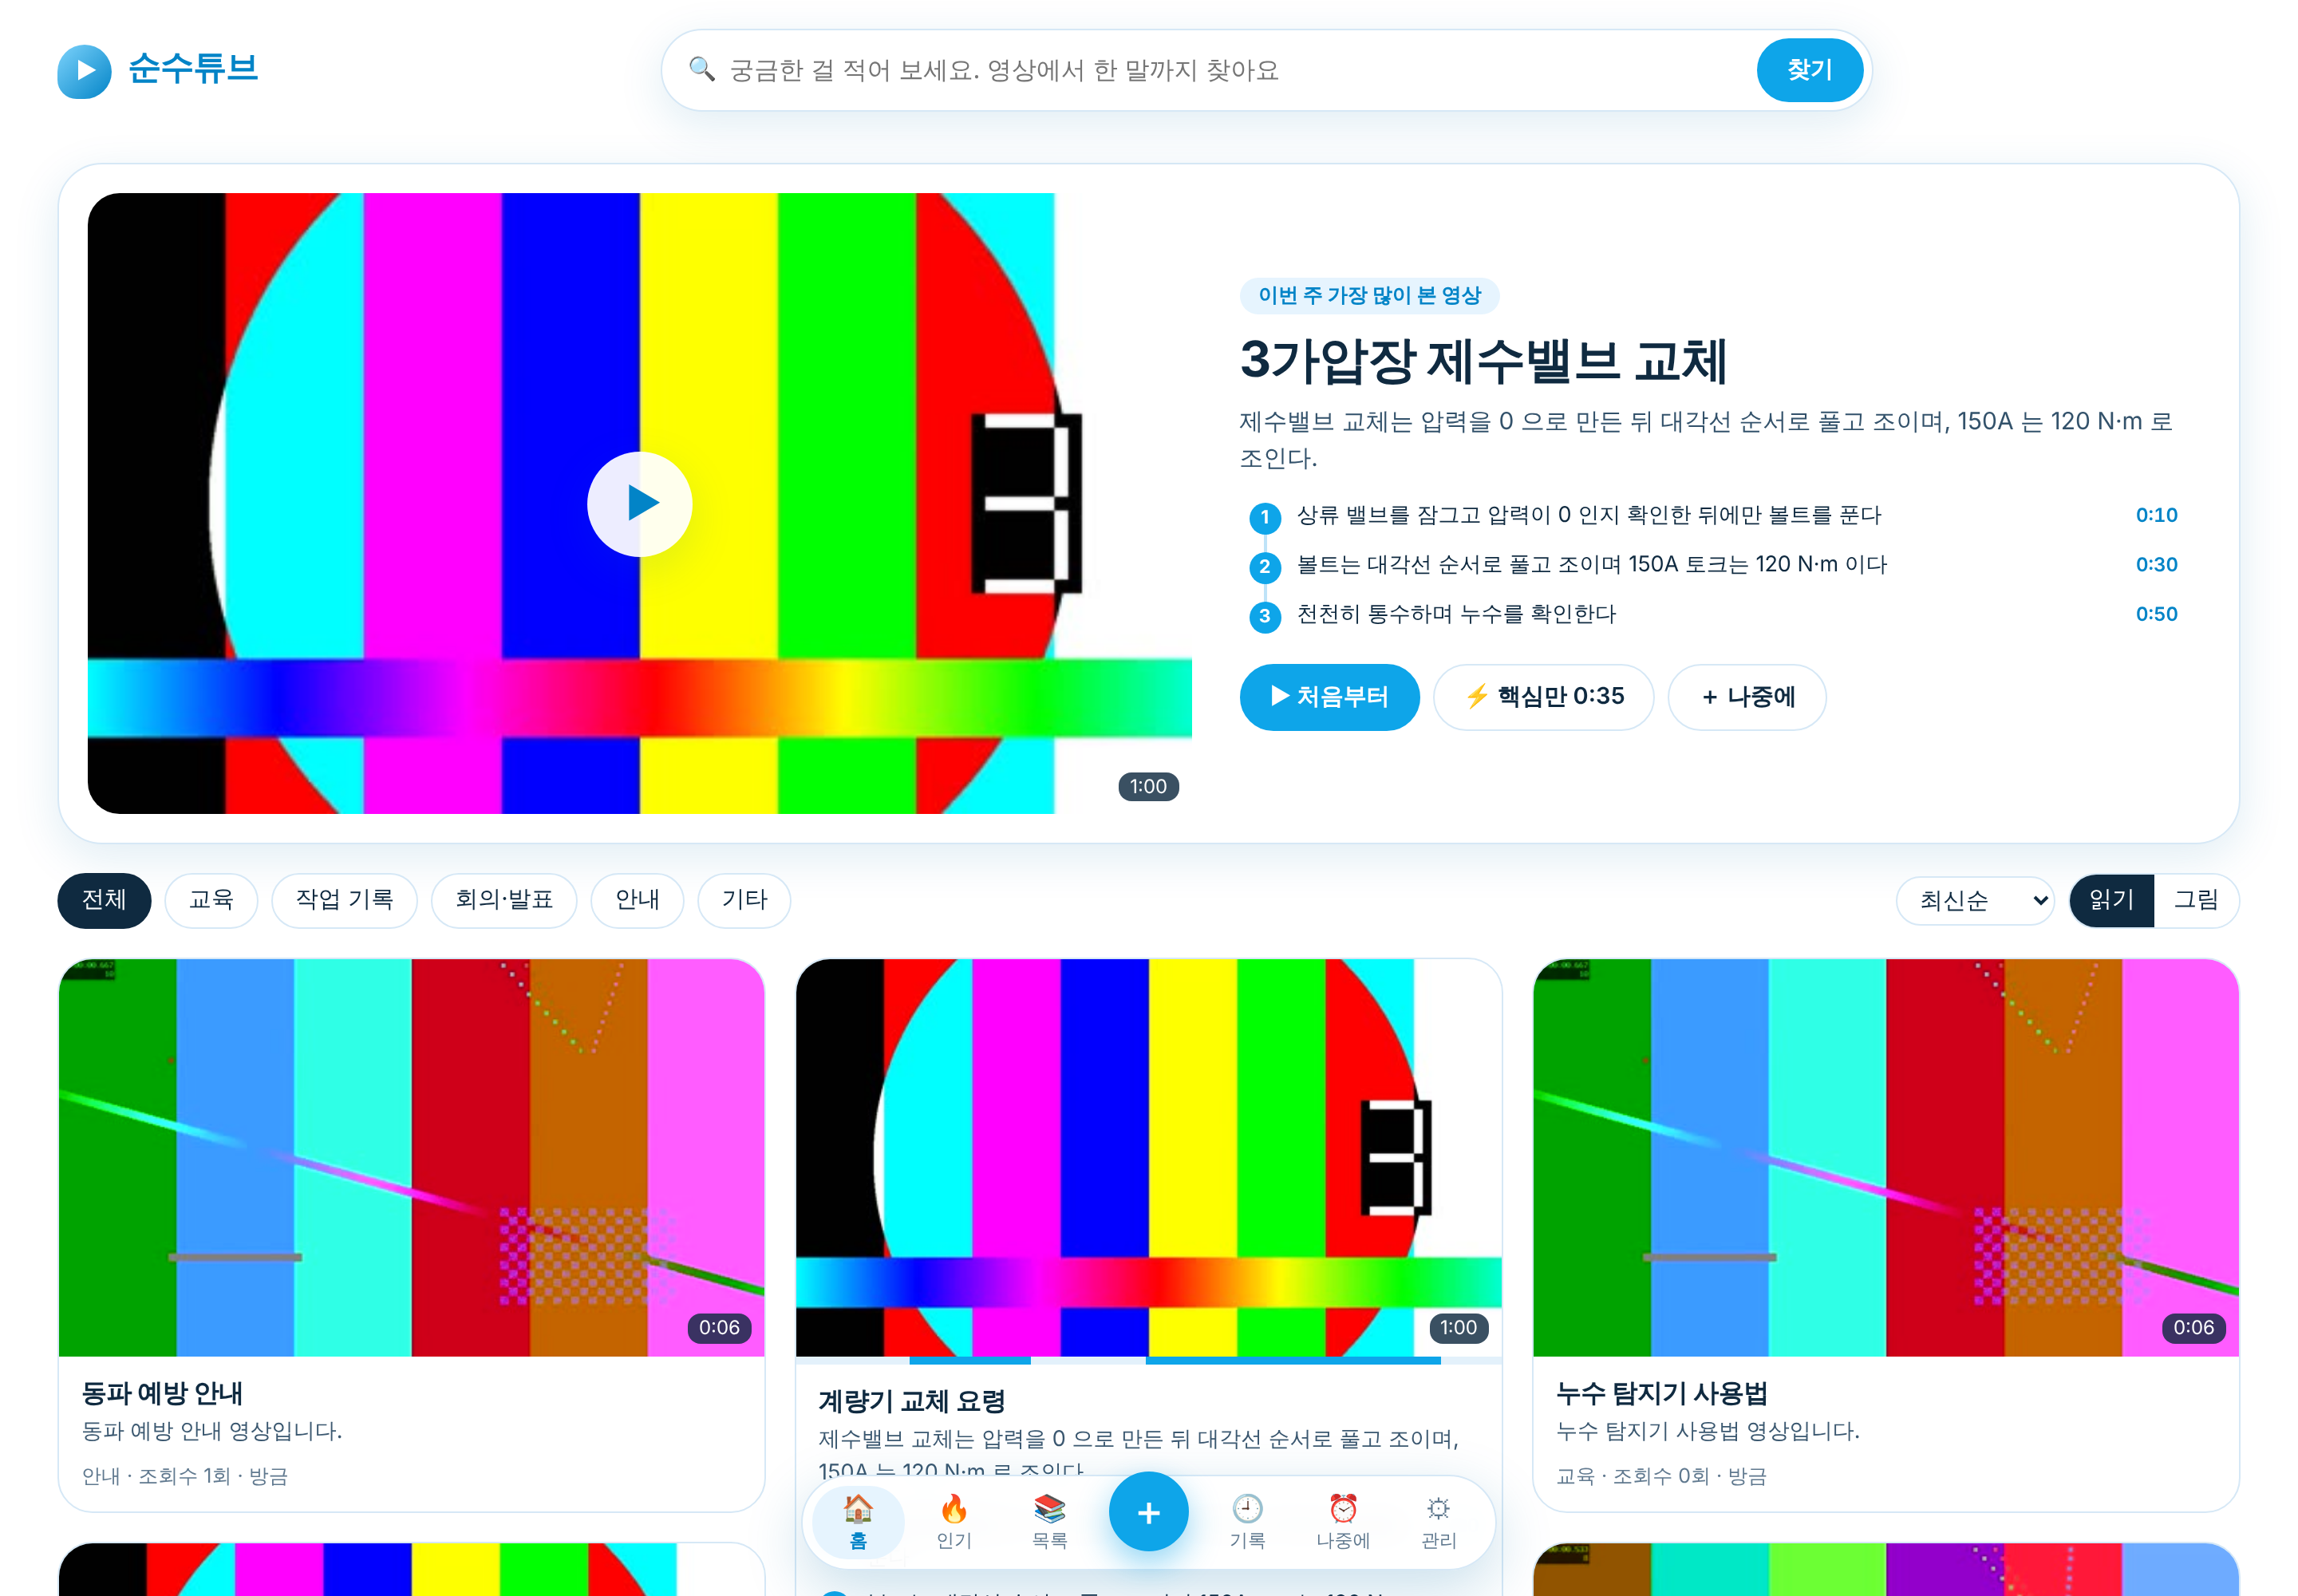 순수튜브
🔍 궁금한 걸 적어 보세요. 영상에서 한 말까지 찾아요
찾기
이번 주 가장 많이 본 영상
3가압장 제수밸브 교체
제수밸브 교체는 압력을 0 으로 만든 뒤 대각선 순서로 풀고 조이며, 150A 는 120 N·m 로
조인다.
1 상류 밸브를 잠그고 압력이 0 인지 확인한 뒤에만 볼트를 푼다 0:10
2 볼트는 대각선 순서로 풀고 조이며 150A 토크는 120 N·m 이다 0:30
3 천천히 통수하며 누수를 확인한다 0:50
▶ 처음부터 ⚡ 핵심만 0:35 + 나중에
3
1:00
전체 교육 작업 기록 회의·발표 안내 기타 최신순 읽기 그림
0:06
동파 예방 안내
동파 예방 안내 영상입니다.
안내 · 조회수 1회 · 방금
3
1:00
계량기 교체 요령
제수밸브 교체는 압력을 0 으로 만든 뒤 대각선 순서로 풀고 조이며,
150A 는 120 N·m 로 조인다
0:06
누수 탐지기 사용법
누수 탐지기 사용법 영상입니다.
교육 · 조회수 0회 · 방금
홈 인기 목록 + 기록 나중에 관리